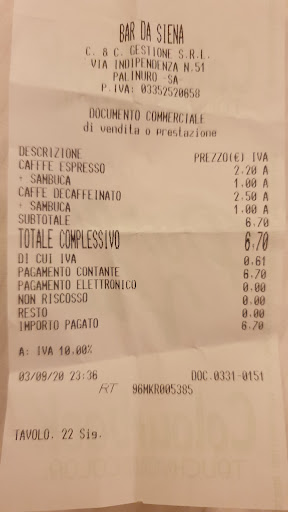 BAR DA SIENA
C. & C. GESTIONE S.R.L.
VIA INDIPENDENZA N.51
PALINURO -SA-
P.IVA: 03352520658
DOCUMENTO COMMERCIALE
di vendita o prestazione
DESCRIZIONE PREZZO(€) IVA
CAFFFE ESPRESSO 2.20 A
+ SAMBUCA 1.00 A
CAFFE DECAFFEINATO 2.50 A
+ SAMBUCA 1.00 A
SUBTOTALE 6.70
TOTALE COMPLESSIVO 6,70
DI CUI IVA 0.61
PAGAMENTO CONTANTE 6.70
PAGAMENTO ELETTRONICO 0.00
NON RISCOSSO 0.00
RESTO 0.00
IMPORTO PAGATO 6.70
A: IVA 10.00%
03/09/20 23:36 DOC.0331-0151
RT 96MKR005385
TAVOLO. 22 Sig.